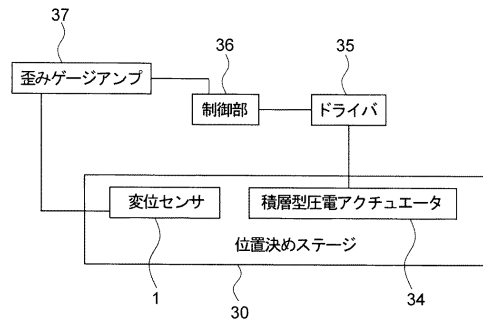 37
36
35
歪みゲージアンプ
制御部
ドライバ
変位センサ
積層型圧電アクチュエータ
位置決めステージ
1
30
34